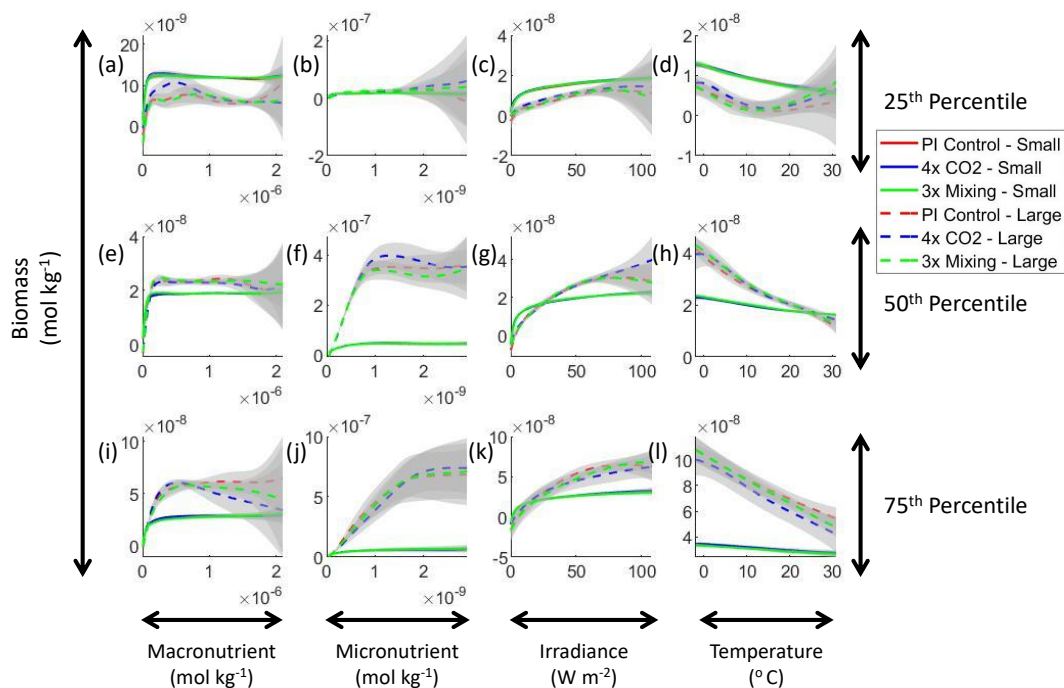 ×10⁻⁹ ×10⁻⁷ ×10⁻⁸ ×10⁻⁸
(a) (b) (c) (d)
20 2 4 2
10 0 2 1
0 -2 0 0
-2 -1
0 1 2 0 1 2 0 50 100 0 10 20 30
×10⁻⁶ ×10⁻⁹
25th Percentile
PI Control - Small
4x CO2 - Small
3x Mixing - Small
PI Control - Large
4x CO2 - Large
3x Mixing - Large
×10⁻⁸ ×10⁻⁷ ×10⁻⁸ ×10⁻⁸
(e) (f) (g) (h)
4 4 4 4
2 2 2 2
0 0 0 0
0 1 2 0 1 2 0 50 100 0 10 20 30
×10⁻⁶ ×10⁻⁹
50th Percentile
Biomass
(mol kg⁻¹)
×10⁻⁸ ×10⁻⁷ ×10⁻⁸ ×10⁻⁸
(i) (j) (k) (l)
10 10 10 10
5 5 5 8
0 0 0 6
-5 4
0 1 2 0 1 2 0 50 100 0 10 20 30
×10⁻⁶ ×10⁻⁹
75th Percentile
Macronutrient
(mol kg⁻¹)
Micronutrient
(mol kg⁻¹)
Irradiance
(W m⁻²)
Temperature
(° C)